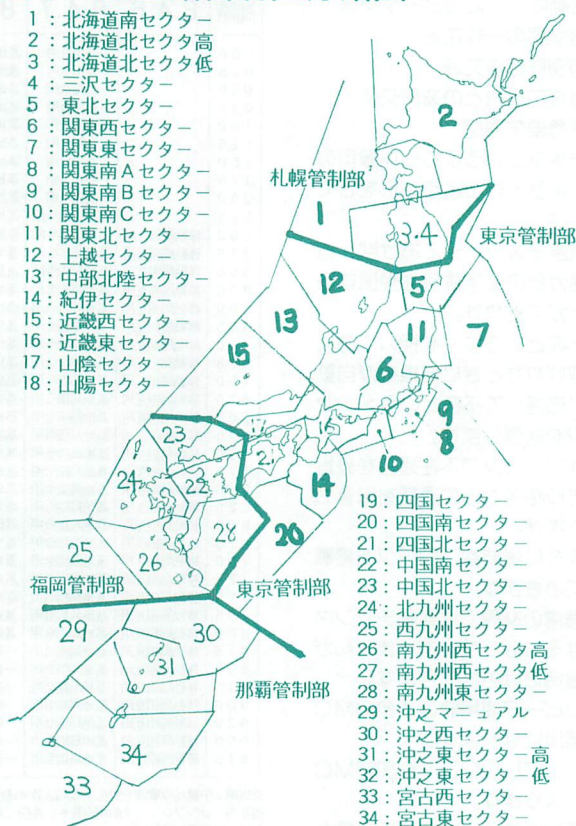 1：北海道南セクター
2：北海道北セクタ高
3：北海道北セクタ低
4：三沢セクター
5：東北セクター
6：関東西セクター
7：関東東セクター
8：関東南Ａセクター
9：関東南Ｂセクター
10：関東南Ｃセクター
11：関東北セクター
12：上越セクター
13：中部北陸セクター
14：紀伊セクター
15：近畿西セクター
16：近畿東セクター
17：山陰セクター
18：山陽セクター
2
札幌管制部
1
3・4
東京管制部
12
5
13
11
7
15
6
9
8
10
23
14
24
22
28
20
25
26
福岡管制部
東京管制部
29
30
31
那覇管制部
34
33
19：四国セクター
20：四国南セクター
21：四国北セクター
22：中国南セクター
23：中国北セクター
24：北九州セクター
25：西九州セクター
26：南九州西セクタ高
27：南九州西セクタ低
28：南九州東セクター
29：沖之マニュアル
30：沖之西セクター
31：沖之東セクター高
32：沖之東セクター低
33：宮古西セクター
34：宮古東セクター